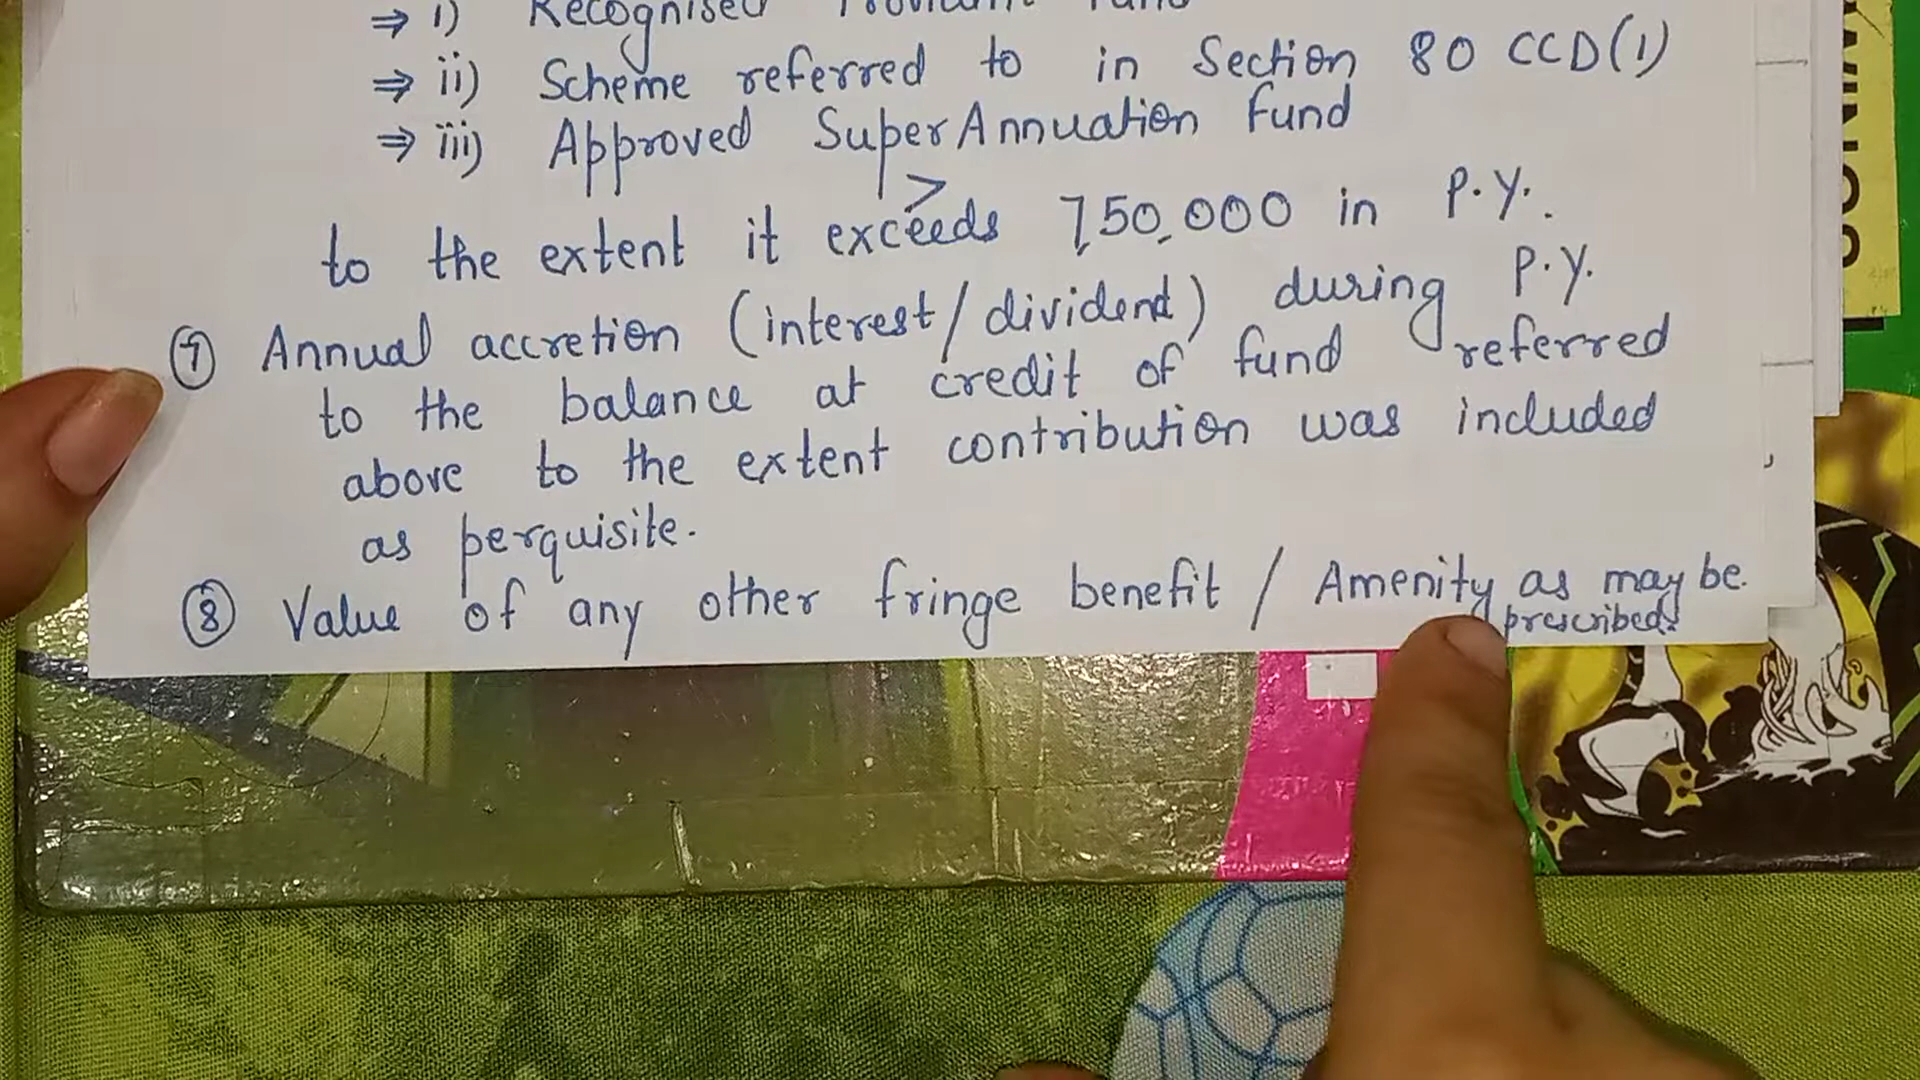 ⇒ i) Recognised Provident Fund
⇒ ii) Scheme referred to in Section 80 CCD(1)
⇒ iii) Approved SuperAnnuation Fund
>
to the extent it exceeds 7,50,000 in P.Y.
⑦ Annual accretion (interest/dividend) during P.Y.
to the balance at credit of fund referred
above to the extent contribution was included
as perquisite.
⑧ Value of any other fringe benefit / Amenity as may be
prescribed.